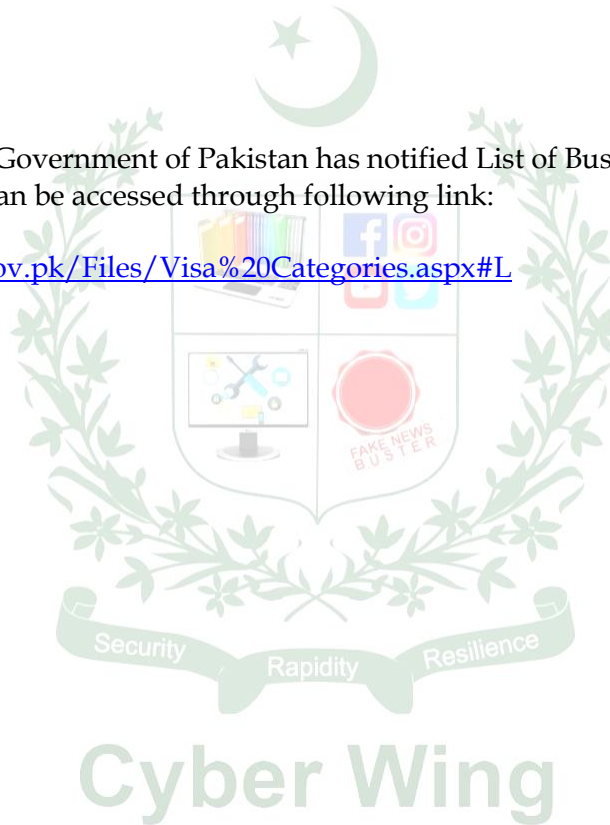 Government of Pakistan has notified List of Bus
an be accessed through following link:
ov.pk/Files/Visa%20Categories.aspx#L
FAKE NEWS
BUSTER
Security
Rapidity
Resilience
Cyber Wing